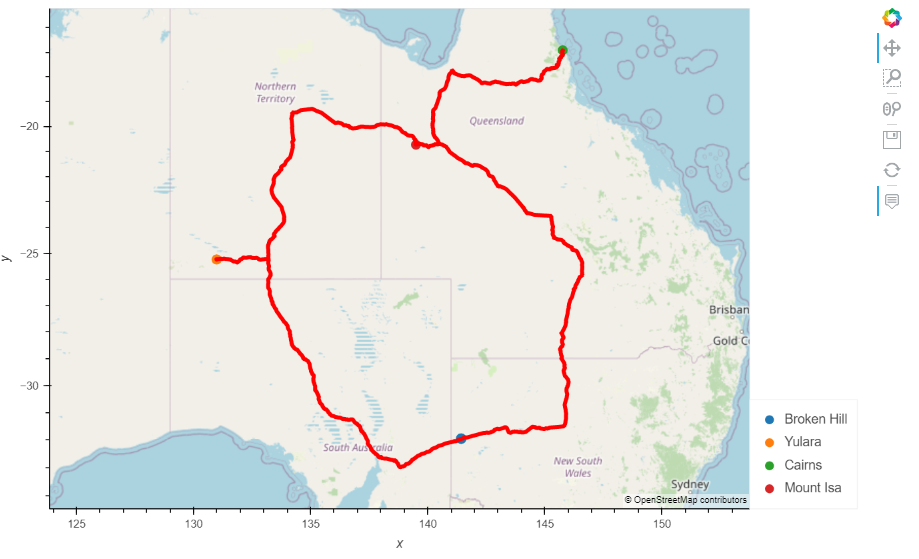 Northern
Territory
Queensland
−20
y
−25
Brisban
Gold C
−30
South Australia
New South
Wales
Sydney
© OpenStreetMap contributors
Broken Hill
Yulara
Cairns
Mount Isa
125
130
135
140
145
150
x